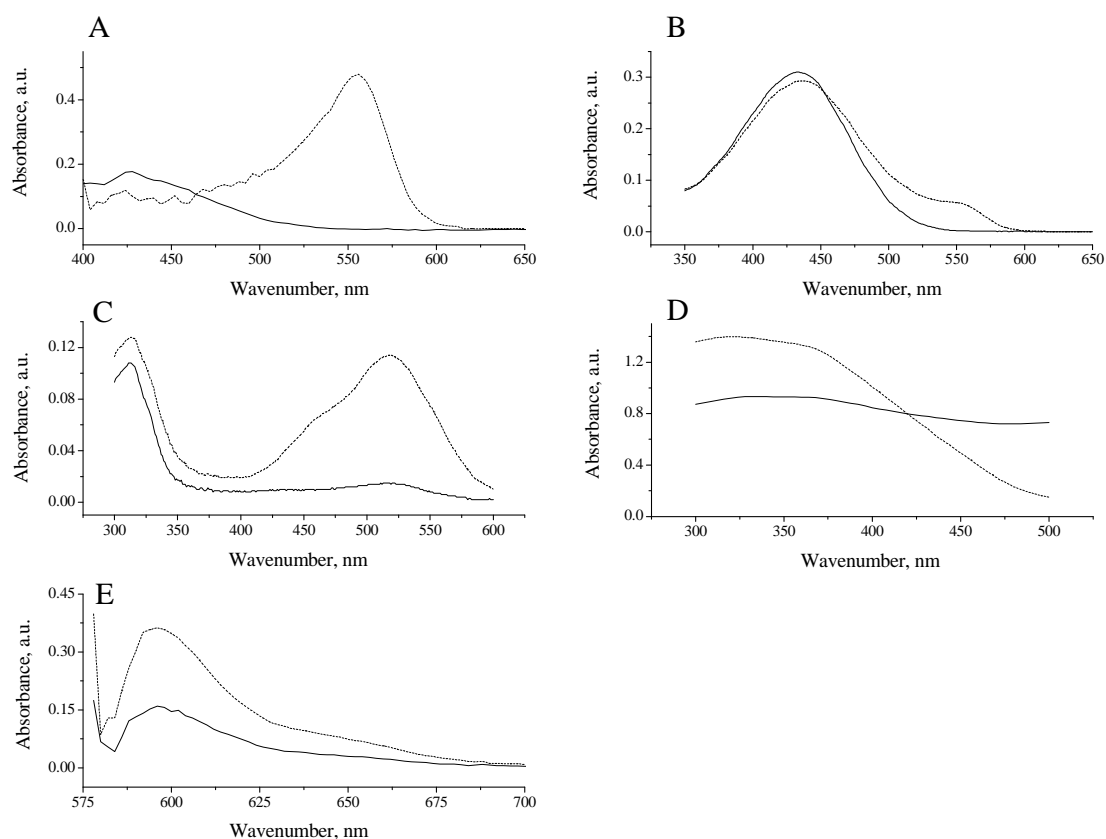 A
Absorbance, a.u.
0.4
0.2
0.0
400 450 500 550 600 650
Wavenumber, nm
B
Absorbance, a.u.
0.3
0.2
0.1
0.0
350 400 450 500 550 600 650
Wavenumber, nm
C
Absorbance, a.u.
0.12
0.08
0.04
0.00
300 350 400 450 500 550 600
Wavenumber, nm
D
Absorbance, a.u.
1.2
0.8
0.4
0.0
300 350 400 450 500
Wavenumber, nm
E
Absorbance, a.u.
0.45
0.30
0.15
0.00
575 600 625 650 675 700
Wavenumber, nm